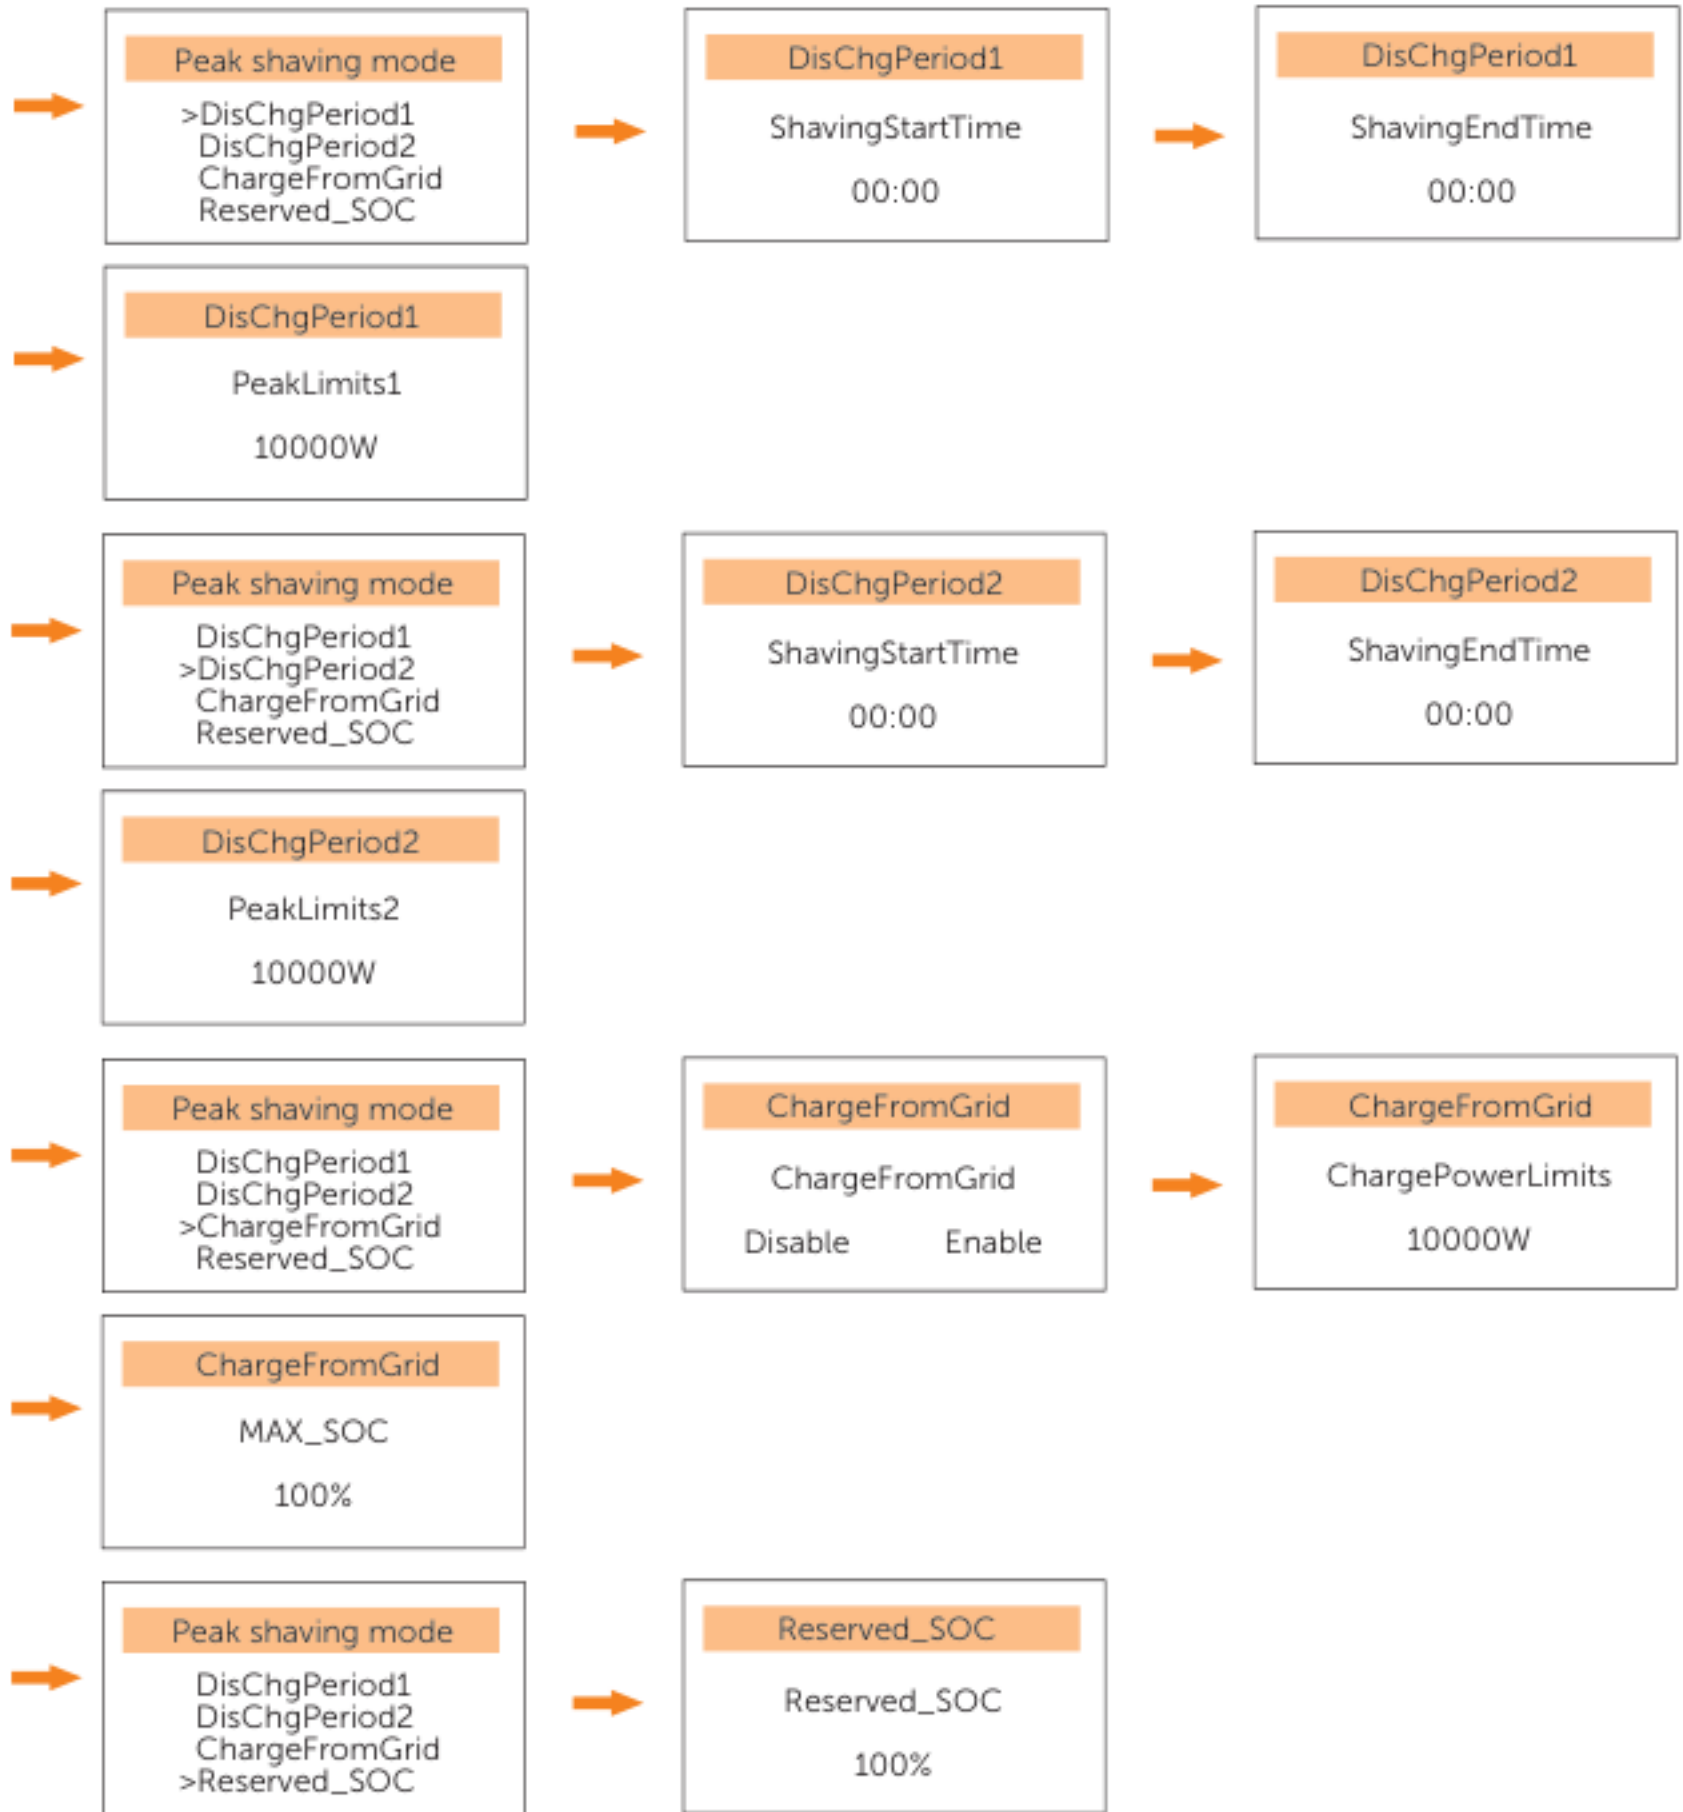 Peak shaving mode
>DisChgPeriod1
DisChgPeriod2
ChargeFromGrid
Reserved_SOC
DisChgPeriod1
ShavingStartTime
00:00
DisChgPeriod1
ShavingEndTime
00:00
DisChgPeriod1
PeakLimits1
10000W
Peak shaving mode
DisChgPeriod1
>DisChgPeriod2
ChargeFromGrid
Reserved_SOC
DisChgPeriod2
ShavingStartTime
00:00
DisChgPeriod2
ShavingEndTime
00:00
DisChgPeriod2
PeakLimits2
10000W
Peak shaving mode
DisChgPeriod1
DisChgPeriod2
>ChargeFromGrid
Reserved_SOC
ChargeFromGrid
ChargeFromGrid
Disable Enable
ChargeFromGrid
ChargePowerLimits
10000W
ChargeFromGrid
MAX_SOC
100%
Peak shaving mode
DisChgPeriod1
DisChgPeriod2
ChargeFromGrid
>Reserved_SOC
Reserved_SOC
Reserved_SOC
100%